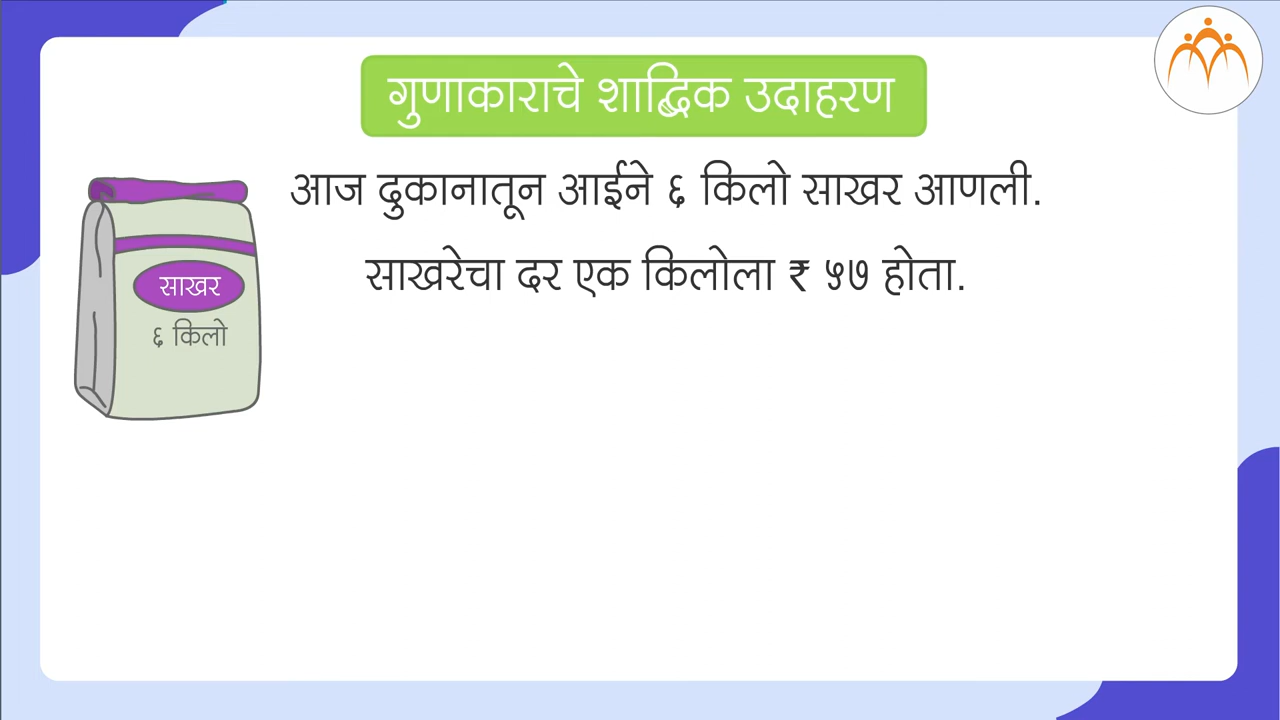 गुणाकाराचे शाब्दिक उदाहरण
आज दुकानातून आईने ६ किलो साखर आणली.
साखरेचा दर एक किलोला ₹ ५७ होता.
साखर
६ किलो